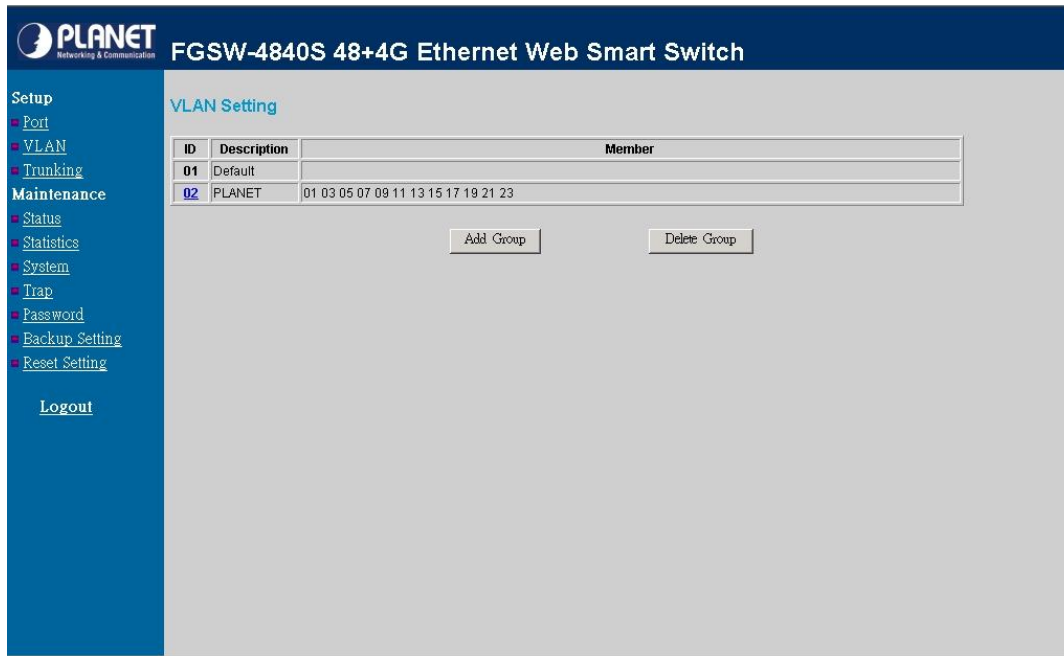 PLANET
Networking & Communication
FGSW-4840S 48+4G Ethernet Web Smart Switch
Setup
Port
VLAN
Trunking
Maintenance
Status
Statistics
System
Trap
Password
Backup Setting
Reset Setting
Logout
VLAN Setting
ID Description Member
01 Default
02 PLANET 01 03 05 07 09 11 13 15 17 19 21 23
Add Group Delete Group